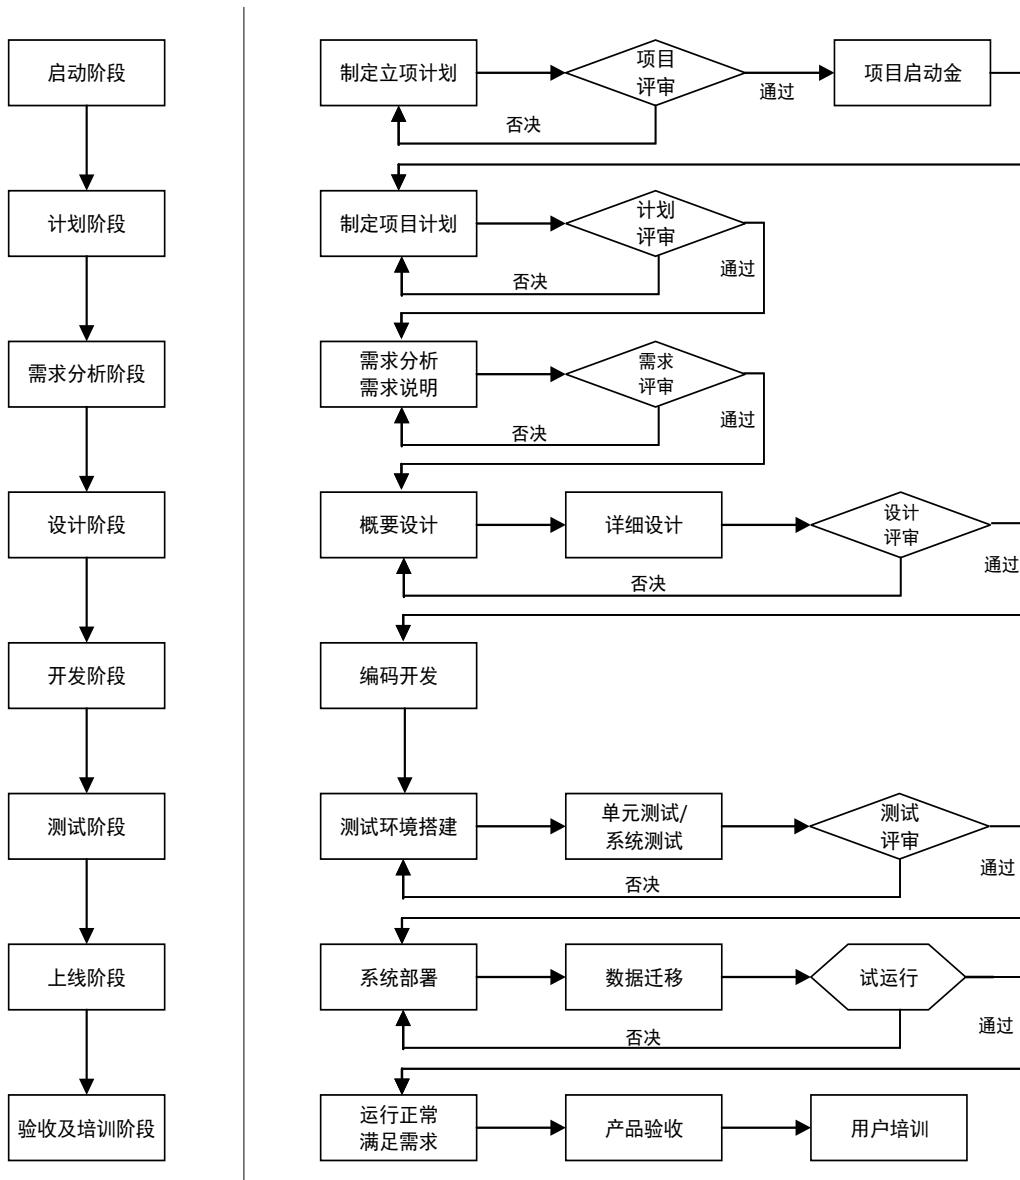 启动阶段
制定立项计划
项目
评审
通过
项目启动金
否决
计划阶段
制定项目计划
计划
评审
通过
否决
需求分析阶段
需求分析
需求说明
需求
评审
通过
否决
设计阶段
概要设计
详细设计
设计
评审
通过
否决
开发阶段
编码开发
测试阶段
测试环境搭建
单元测试/
系统测试
测试
评审
通过
否决
上线阶段
系统部署
数据迁移
试运行
通过
否决
验收及培训阶段
运行正常
满足需求
产品验收
用户培训